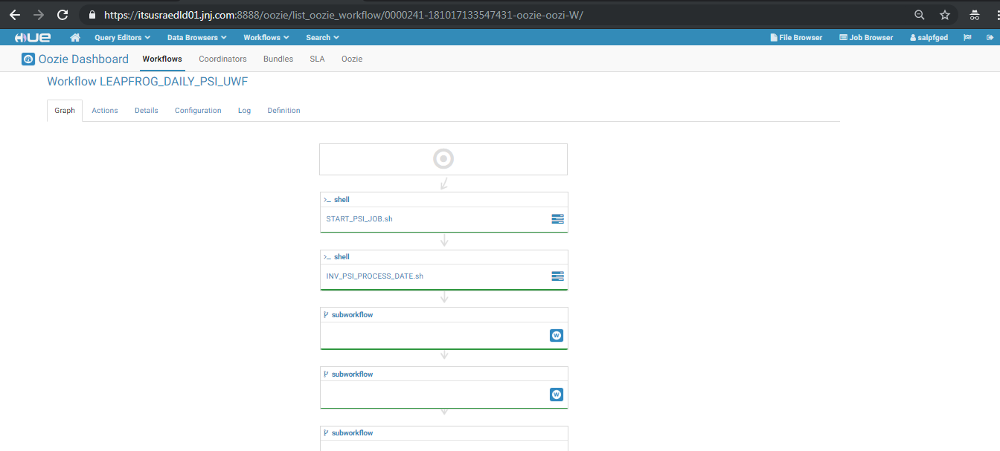 https://itsusraedld01.jnj.com:8888/oozie/list_oozie_workflow/0000241-181017133547431-oozie-oozi-W/
HUE Query Editors Data Browsers Workflows Search File Browser Job Browser salpfged
Oozie Dashboard Workflows Coordinators Bundles SLA Oozie
Workflow LEAPFROG_DAILY_PSI_UWF
Graph Actions Details Configuration Log Definition
>_ shell
START_PSI_JOB.sh
>_ shell
INV_PSI_PROCESS_DATE.sh
subworkflow
W
subworkflow
W
subworkflow